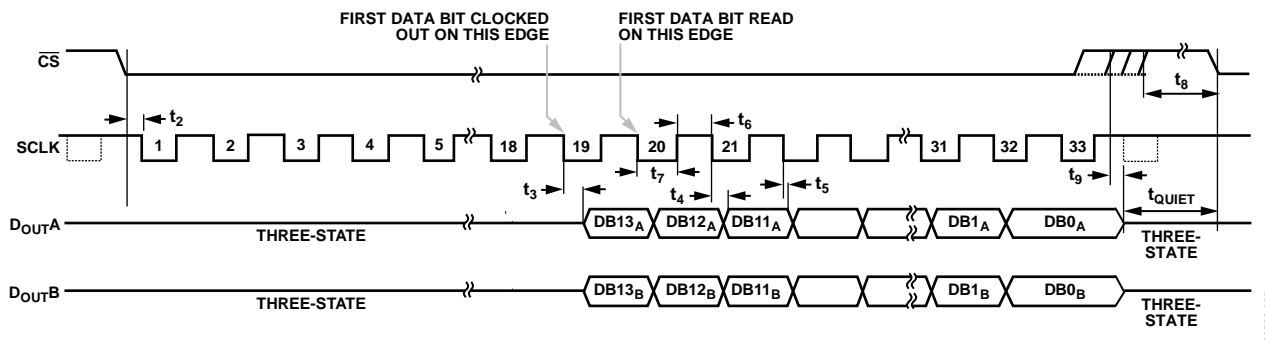 FIRST DATA BIT CLOCKED
OUT ON THIS EDGE
FIRST DATA BIT READ
ON THIS EDGE
CS
t8
t2
t6
SCLK
1 2 3 4 5 18 19 20 21 31 32 33
t3
t7
t4
t5
t9
tQUIET
DOUTA
THREE-STATE
DB13A DB12A DB11A DB1A DB0A
THREE-
STATE
DOUTB
THREE-STATE
DB13B DB12B DB11B DB1B DB0B
THREE-
STATE